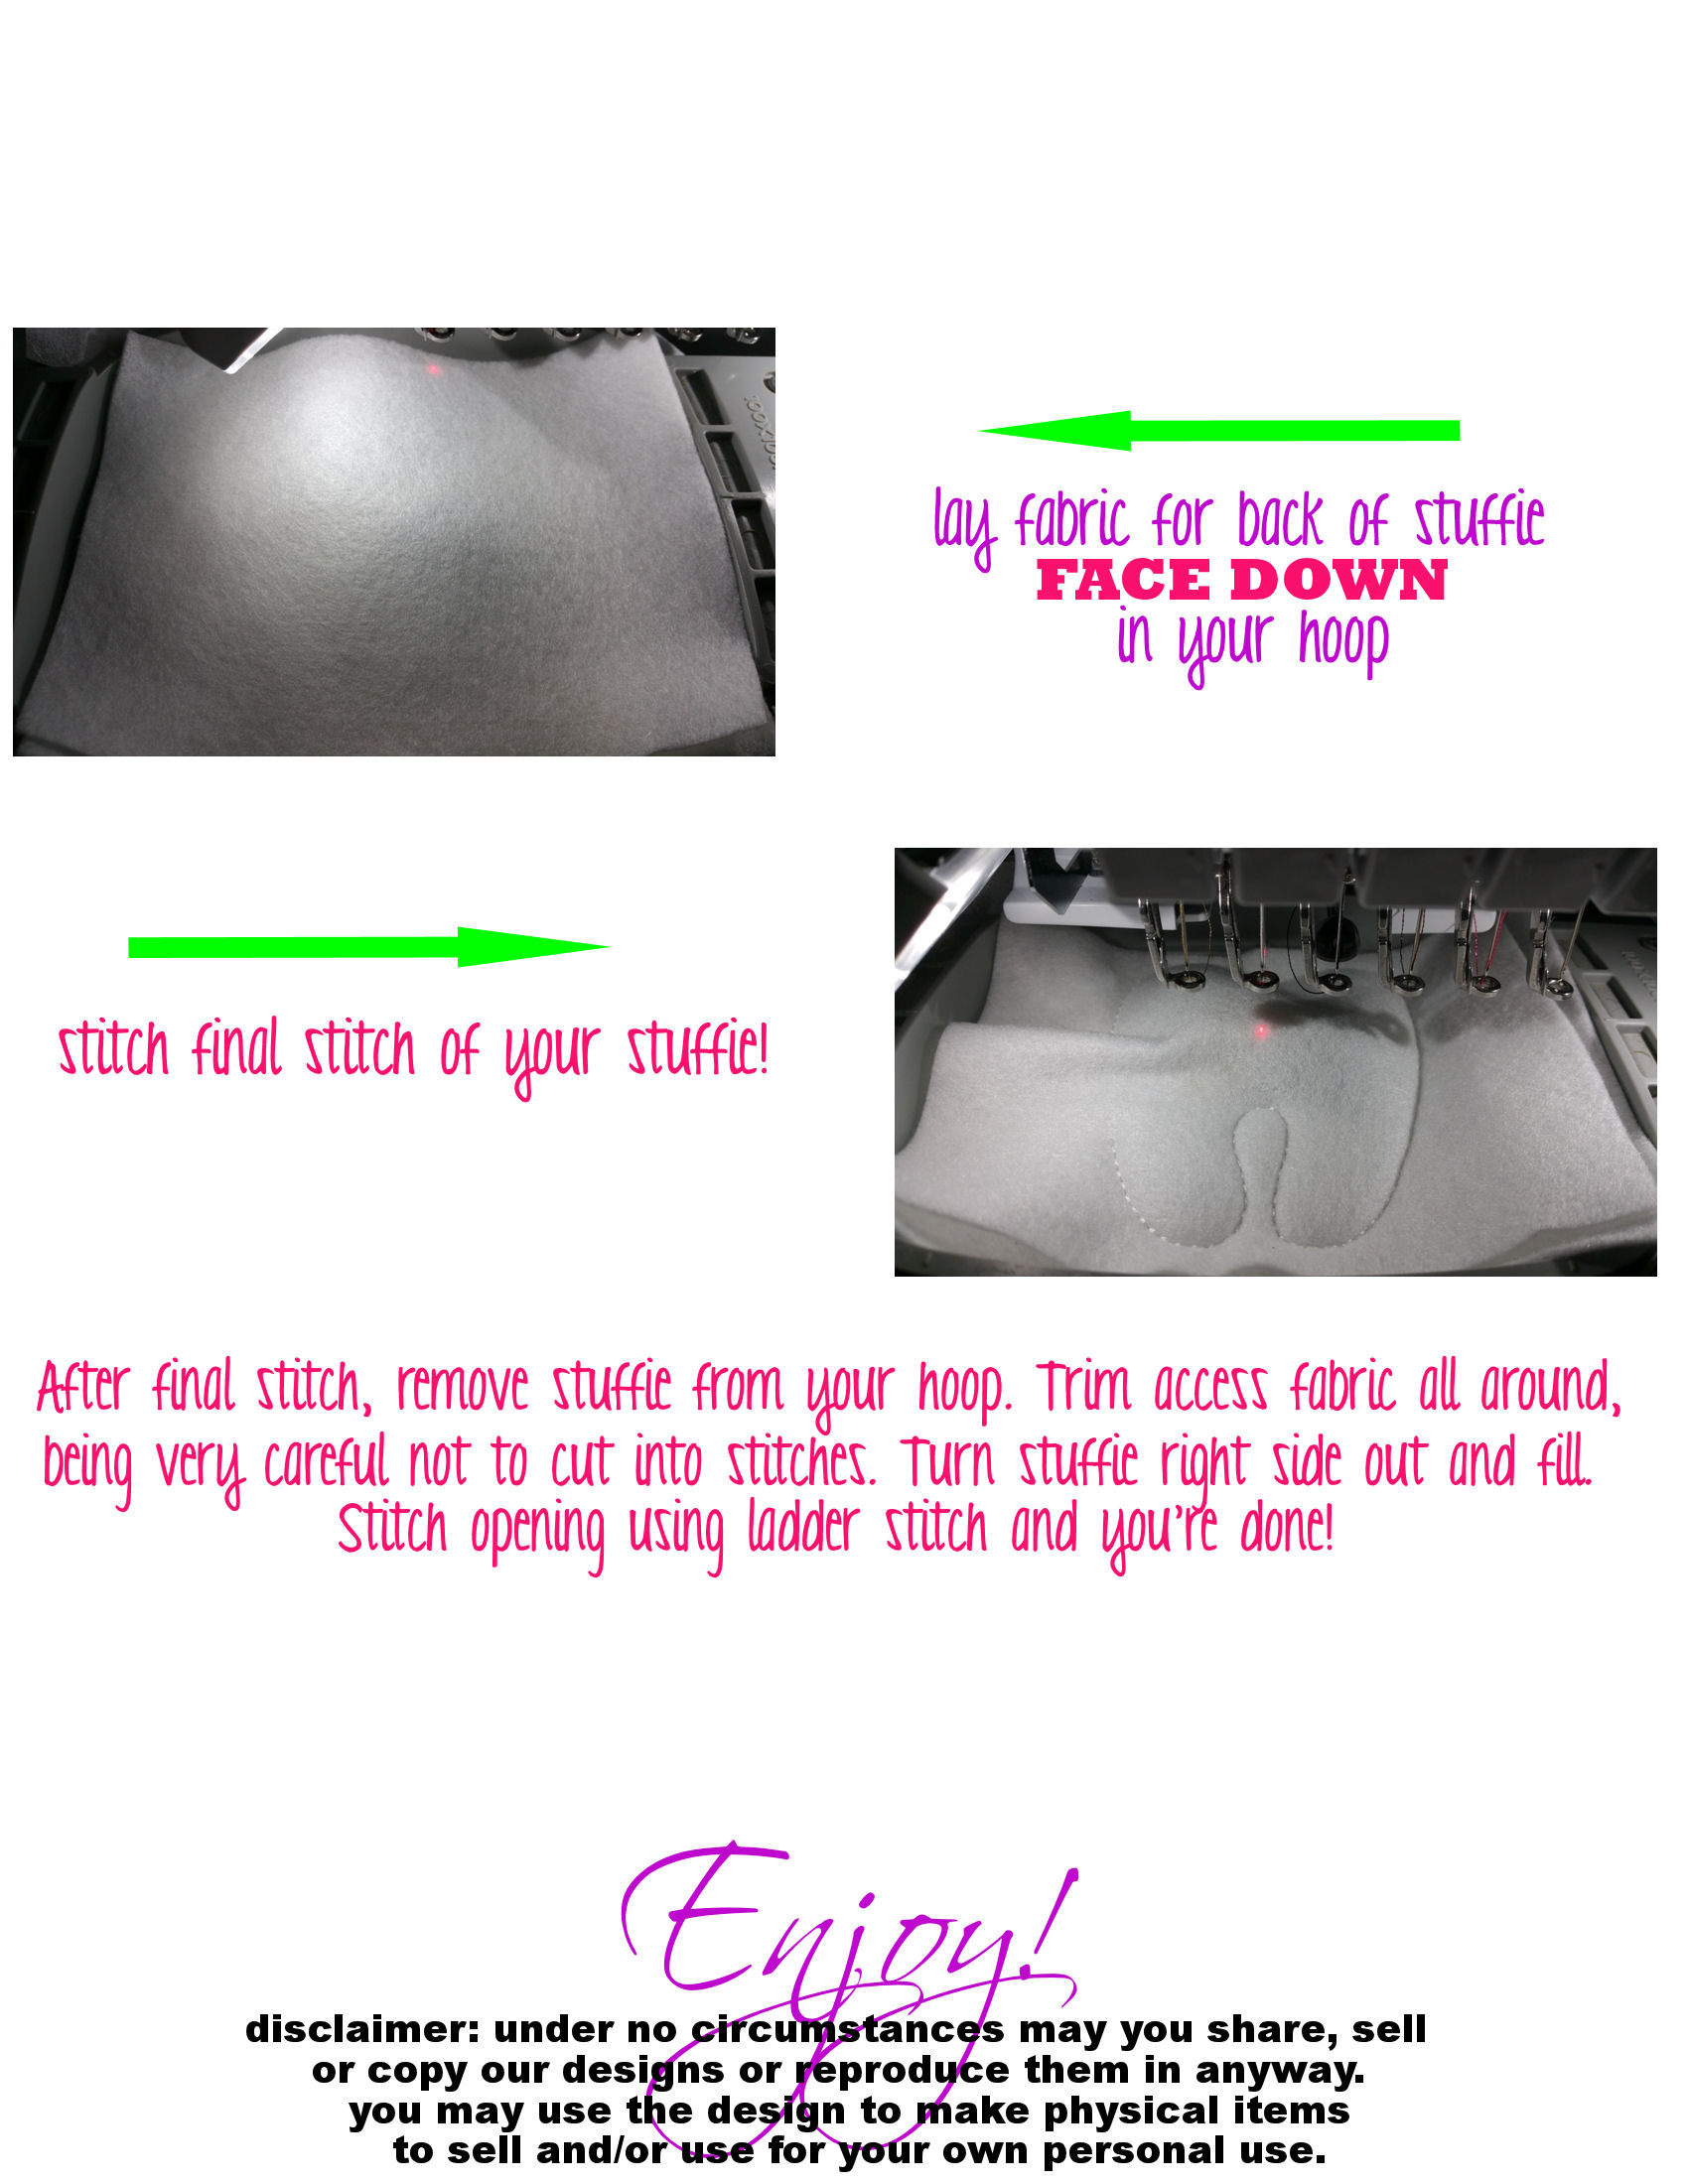 lay fabric for back of stuffie
FACE DOWN
in your hoop
stitch final stitch of your stuffie!
After final stitch, remove stuffie from your hoop. Trim access fabric all around,
being very careful not to cut into stitches. Turn stuffie right side out and fill.
Stitch opening using ladder stitch and you're done!
Enjoy!
disclaimer: under no circumstances may you share, sell
or copy our designs or reproduce them in anyway.
you may use the design to make physical items
to sell and/or use for your own personal use.